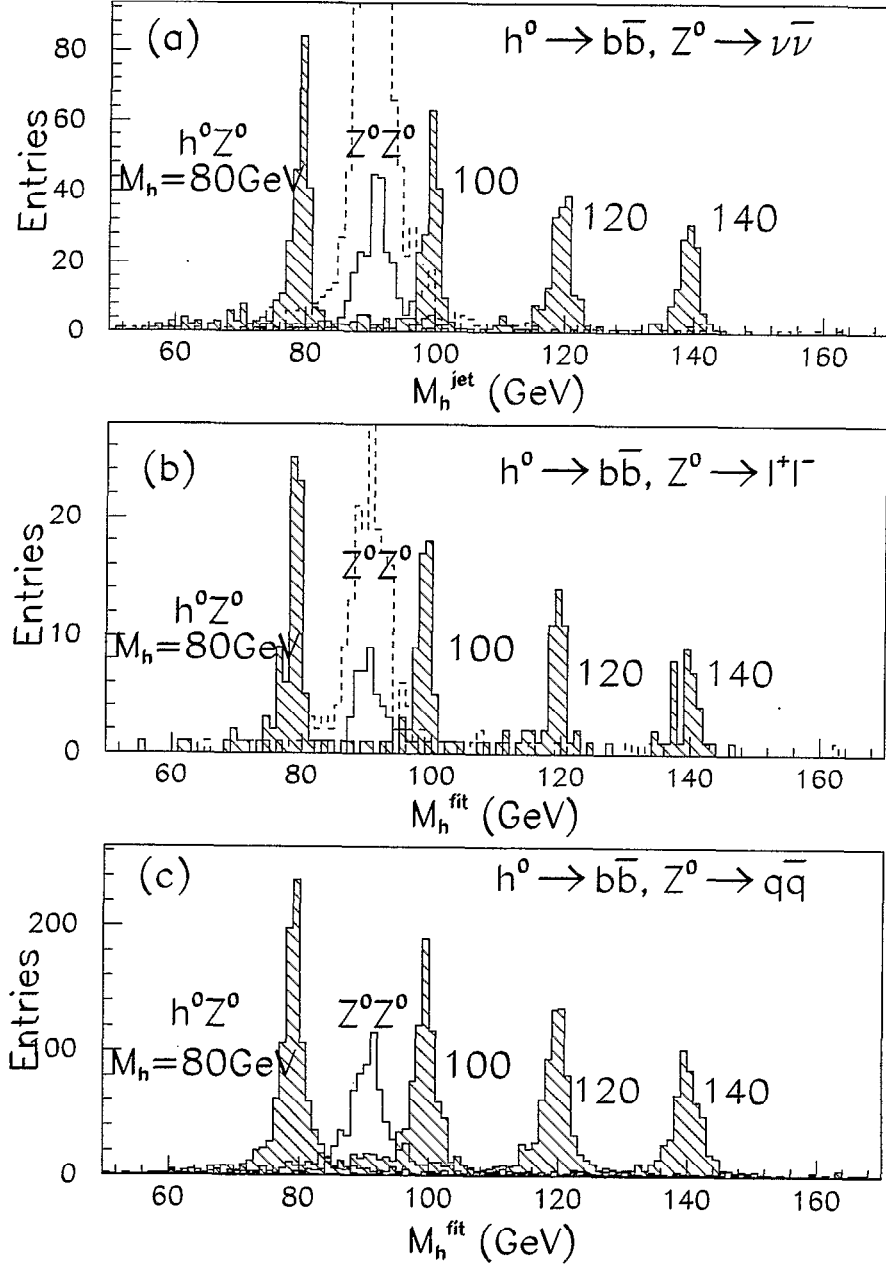 (a)
h⁰ → bb̅, Z⁰ → νν̅
80
60
40
20
0
Entries
h⁰Z⁰
M_h=80GeV
Z⁰Z⁰
100
120
140
60 80 100 120 140 160
M_h^jet (GeV)
(b)
h⁰ → bb̅, Z⁰ → l⁺l⁻
20
10
0
Entries
h⁰Z⁰
M_h=80GeV
Z⁰Z⁰
100
120
140
60 80 100 120 140 160
M_h^fit (GeV)
(c)
h⁰ → bb̅, Z⁰ → qq̅
200
100
0
Entries
h⁰Z⁰
M_h=80GeV
Z⁰Z⁰
100
120
140
60 80 100 120 140 160
M_h^fit (GeV)